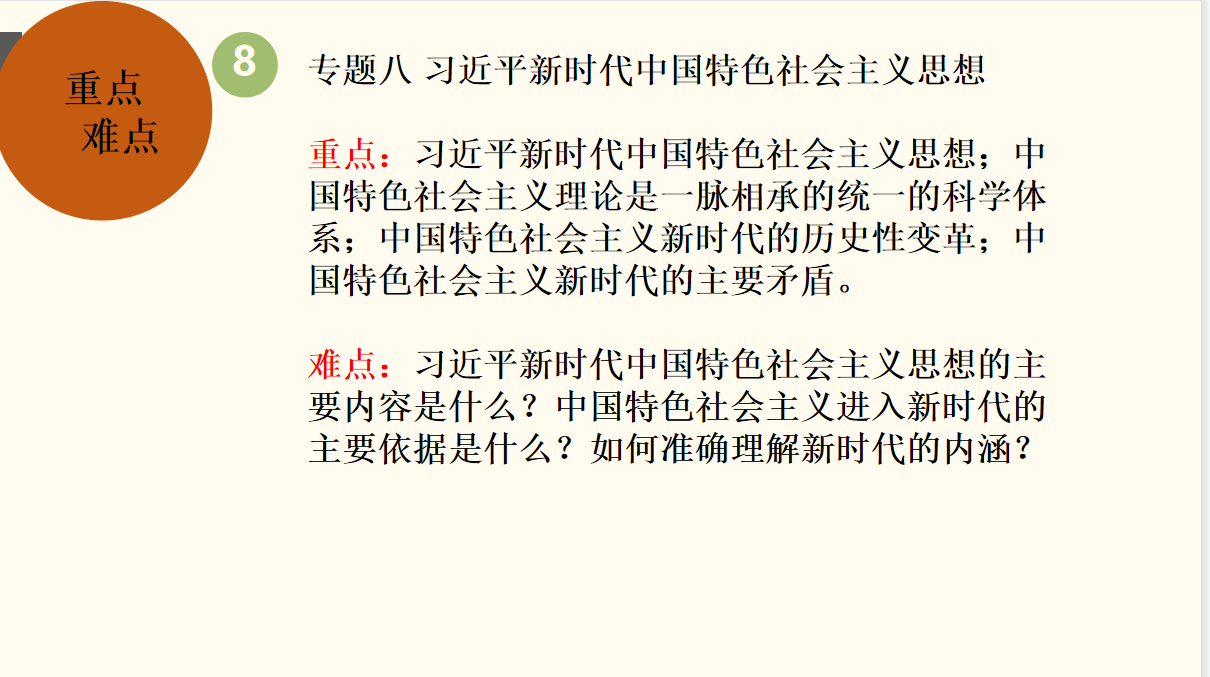 重点
难点
8
专题八 习近平新时代中国特色社会主义思想
重点：习近平新时代中国特色社会主义思想；中
国特色社会主义理论是一脉相承的统一的科学体
系；中国特色社会主义新时代的历史性变革；中
国特色社会主义新时代的主要矛盾。
难点：习近平新时代中国特色社会主义思想的主
要内容是什么？中国特色社会主义进入新时代的
主要依据是什么？如何准确理解新时代的内涵？